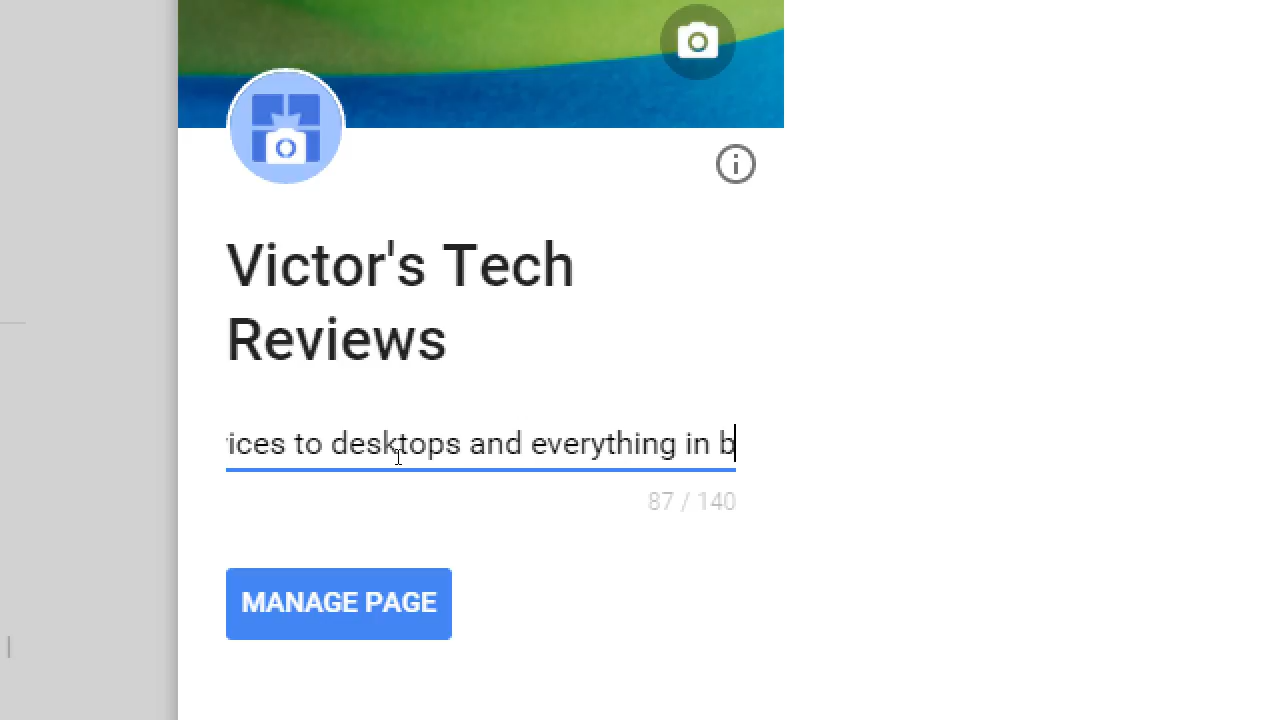 Victor's Tech
Reviews
ices to desktops and everything in b
87 / 140
MANAGE PAGE